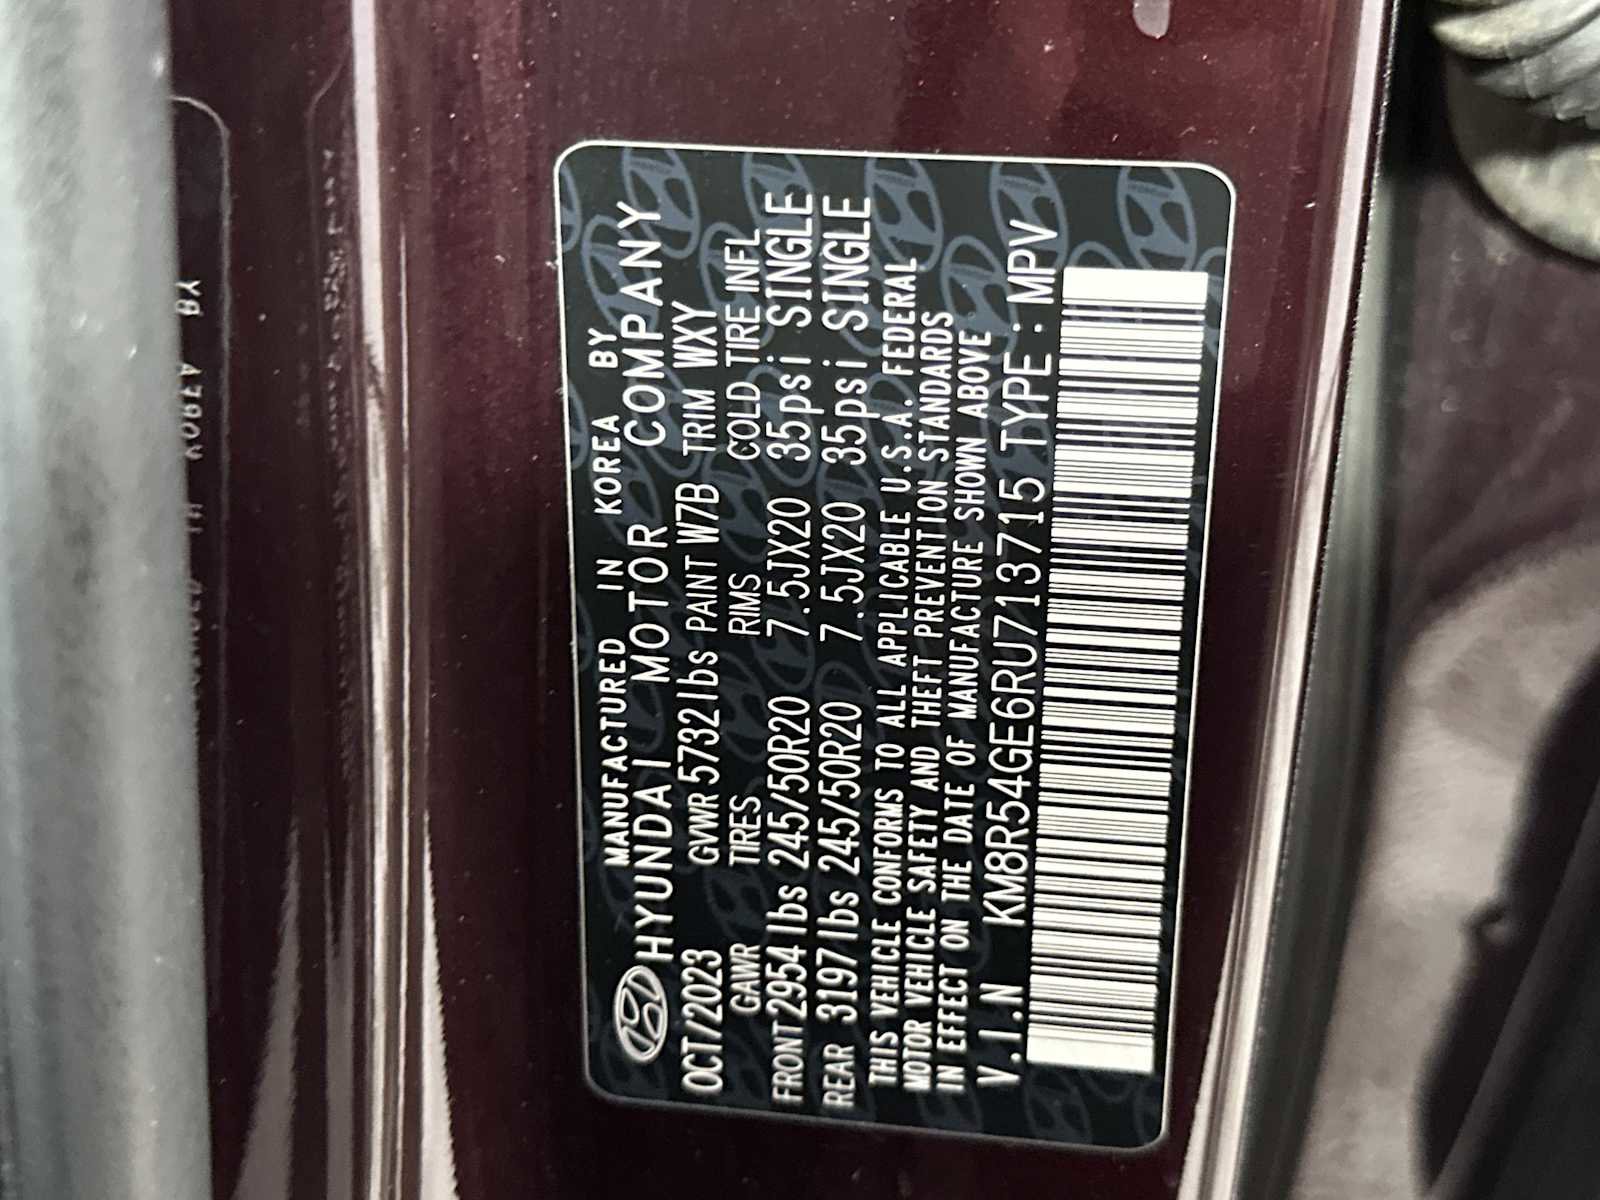 MANUFACTURED IN KOREA BY
HYUNDAI MOTOR COMPANY
OCT/2023 GVWR 5732lbs PAINT W7B TRIM WXY
GAWR TIRES RIMS COLD TIRE INFL
FRONT 2954lbs 245/50R20 7.5JX20 35psi SINGLE
REAR 3197lbs 245/50R20 7.5JX20 35psi SINGLE
THIS VEHICLE CONFORMS TO ALL APPLICABLE U.S.A. FEDERAL
MOTOR VEHICLE SAFETY AND THEFT PREVENTION STANDARDS
IN EFFECT ON THE DATE OF MANUFACTURE SHOWN ABOVE
V.I.N KM8R54GE6RU713715 TYPE: MPV